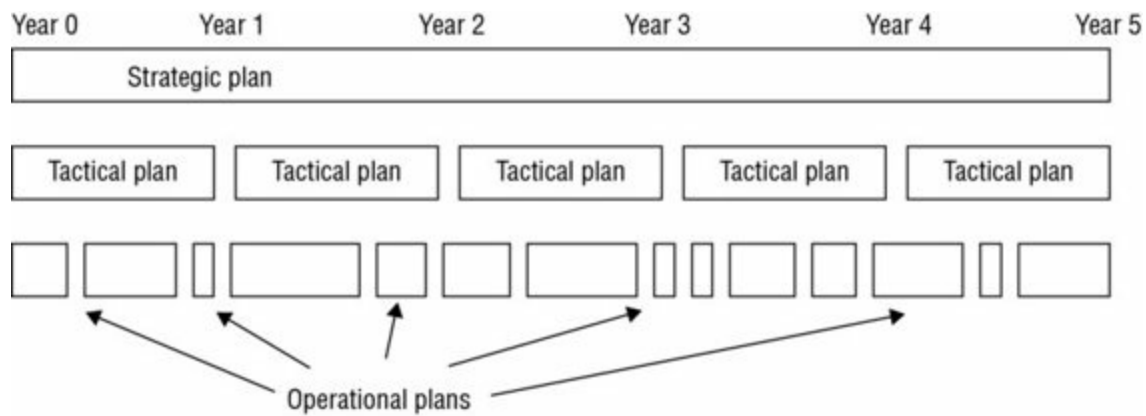 Year 0 Year 1 Year 2 Year 3 Year 4 Year 5
Strategic plan
Tactical plan Tactical plan Tactical plan Tactical plan Tactical plan
Operational plans